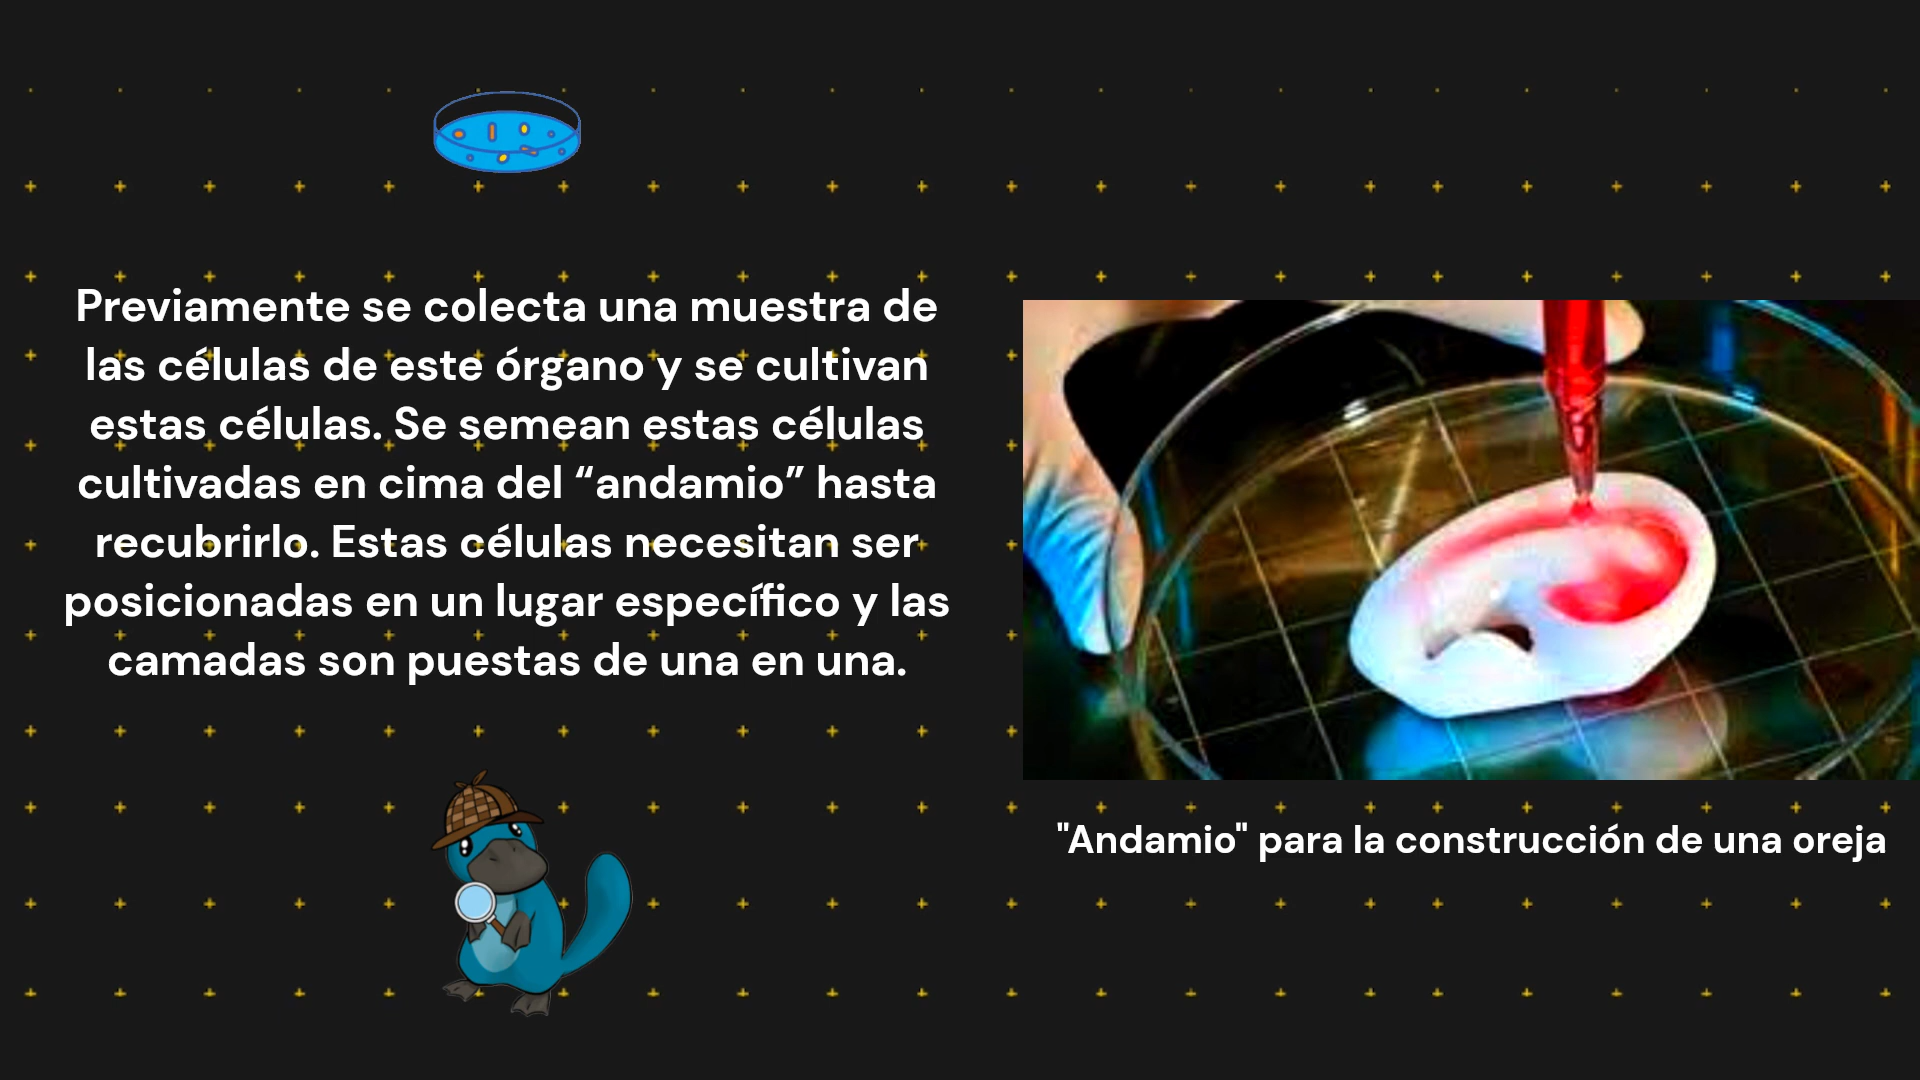 Previamente se colecta una muestra de
las células de este órgano y se cultivan
estas células. Se semean estas células
cultivadas en cima del “andamio” hasta
recubrirlo. Estas células necesitan ser
posicionadas en un lugar específico y las
camadas son puestas de una en una.
"Andamio" para la construcción de una oreja